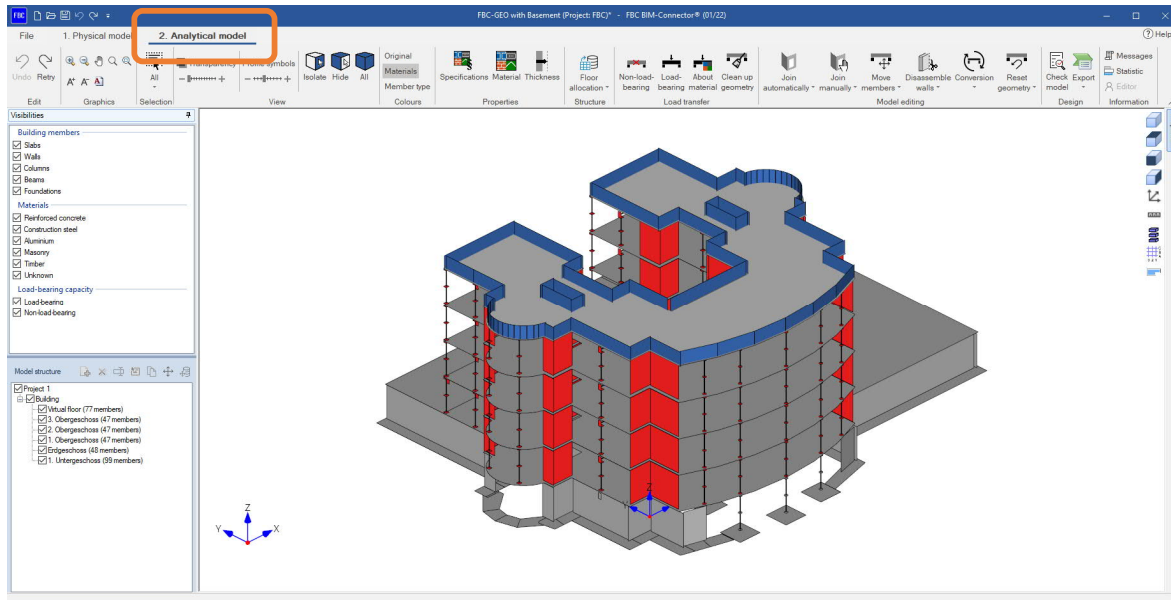 FBC FBC-GEO with Basement (Project: FBC)* - FBC BIM-Connector® (01/22)
File 1. Physical model 2. Analytical model Help
Undo Retry
Edit
A+ A- A
Graphics
All
Selection
Transparency Profile symbols
Isolate Hide All
View
Original
Materials
Member type
Colours
Specifications Material Thickness
Properties
Floor
allocation
Structure
Non-load- Load- About Clean up
bearing bearing material geometry
Load transfer
Join Join Move Disassemble Conversion Reset
automatically manually members walls geometry
Model editing
Check Export
model
Design
Messages
Statistic
Editor
Information
Visibilities
Building members
Slabs
Walls
Columns
Beams
Foundations
Materials
Reinforced concrete
Construction steel
Aluminium
Masonry
Timber
Unknown
Load-bearing capacity
Load-bearing
Non-load-bearing
Model structure
Project 1
Building
Virtual floor (77 members)
3. Obergeschoss (47 members)
2. Obergeschoss (47 members)
1. Obergeschoss (47 members)
Erdgeschoss (48 members)
1. Untergeschoss (99 members)
Z
Y X
Z
Y